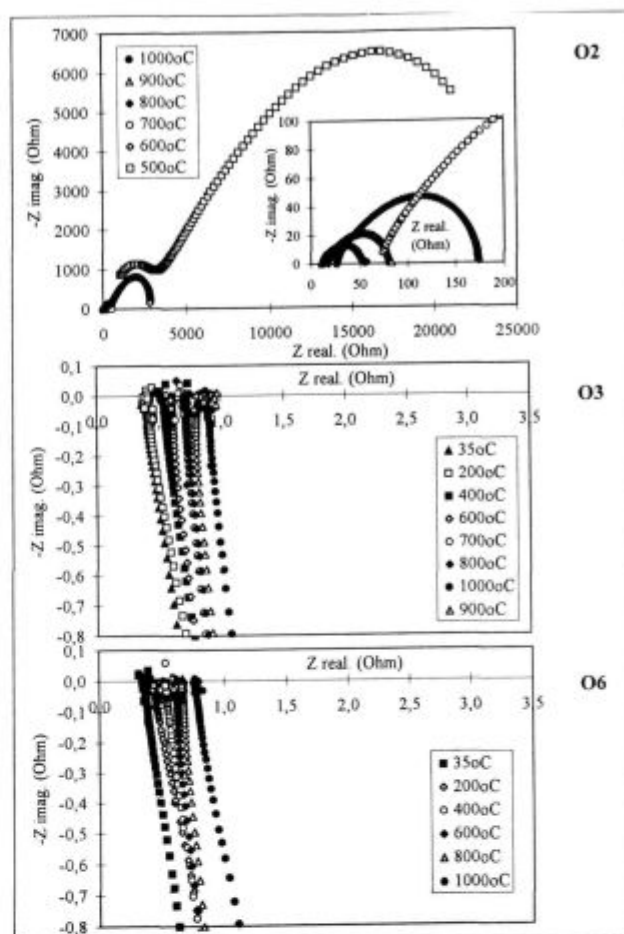 O2
7000
6000
5000
4000
3000
2000
1000
0
-Z imag. (Ohm)
1000oC
900oC
800oC
700oC
600oC
500oC
100
80
60
40
20
0
-Z imag. (Ohm)
Z real.
(Ohm)
0 50 100 150 200
0 5000 10000 15000 20000 25000
Z real. (Ohm)
O3
0,1
0,0
-0,1
-0,2
-0,3
-0,4
-0,5
-0,6
-0,7
-0,8
-Z imag. (Ohm)
Z real. (Ohm)
0,0 1,0 1,5 2,0 2,5 3,0 3,5
35oC
200oC
400oC
600oC
700oC
800oC
1000oC
900oC
O6
0,1
0,0
-0,1
-0,2
-0,3
-0,4
-0,5
-0,6
-0,7
-0,8
-Z imag. (Ohm)
Z real. (Ohm)
0,0 1,0 1,5 2,0 2,5 3,0 3,5
35oC
200oC
400oC
600oC
800oC
1000oC